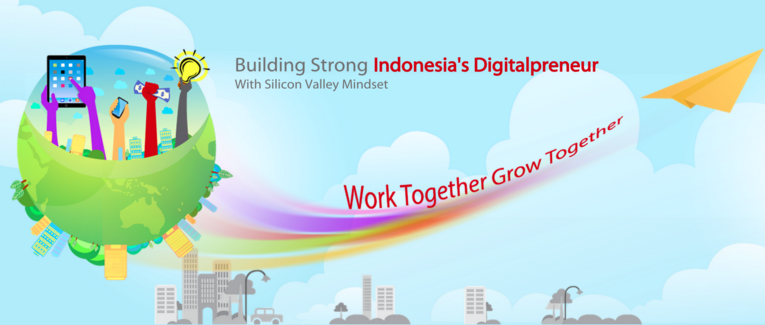 Building Strong Indonesia's Digitalpreneur
With Silicon Valley Mindset
Work Together Grow Together